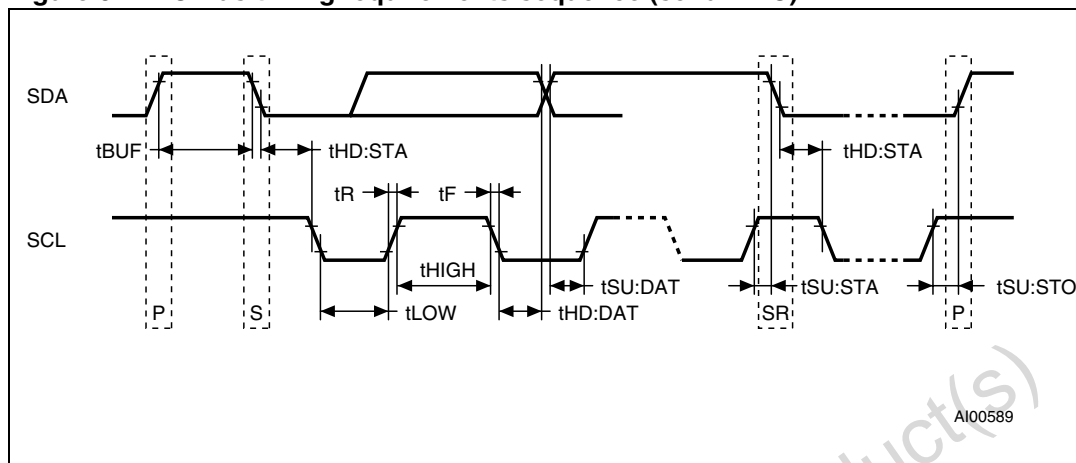 SDA
tBUF
tHD:STA
tHD:STA
tR
tF
SCL
tHIGH
tSU:DAT
tSU:STA
tSU:STO
P
S
tLOW
tHD:DAT
SR
P
AI00589
uct(s)